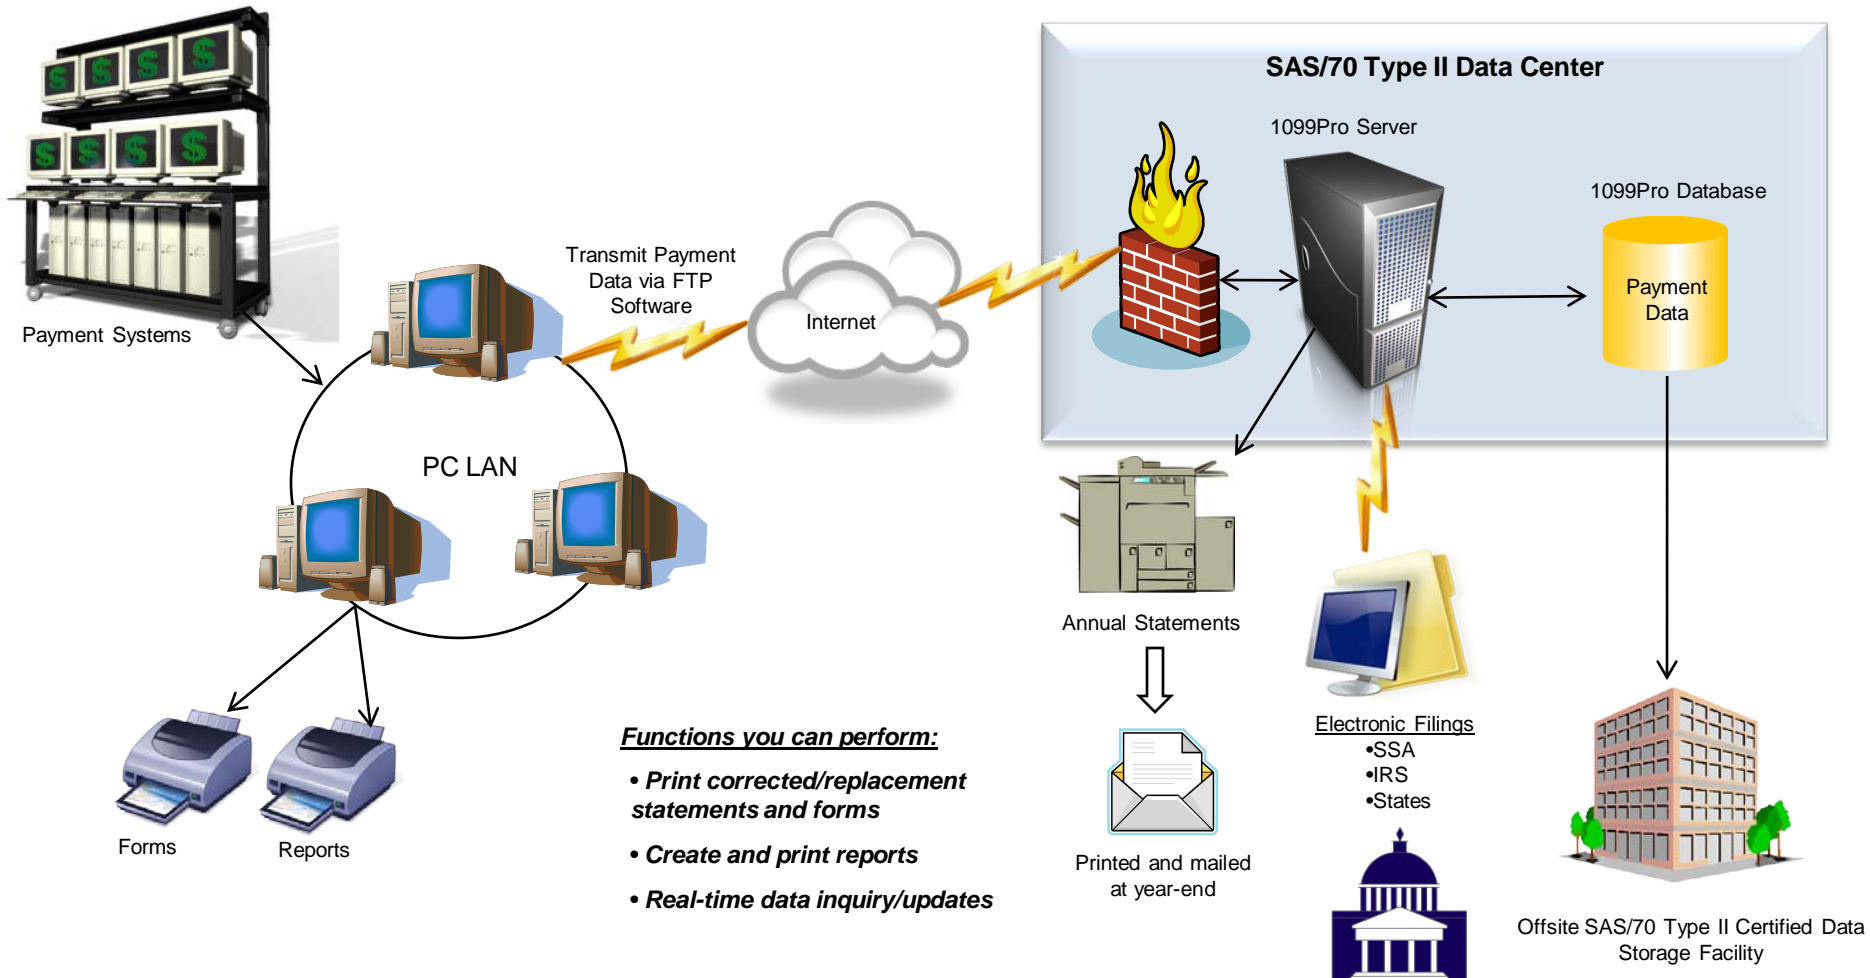 SAS/70 Type II Data Center
1099Pro Server
1099Pro Database
Payment
Data
Transmit Payment
Data via FTP
Software
Internet
$ $ $ $
$ $ $ $
Payment Systems
PC LAN
Forms
Reports
Functions you can perform:
• Print corrected/replacement
statements and forms
• Create and print reports
• Real-time data inquiry/updates
Annual Statements
Printed and mailed
at year-end
Electronic Filings
•SSA
•IRS
•States
Offsite SAS/70 Type II Certified Data
Storage Facility